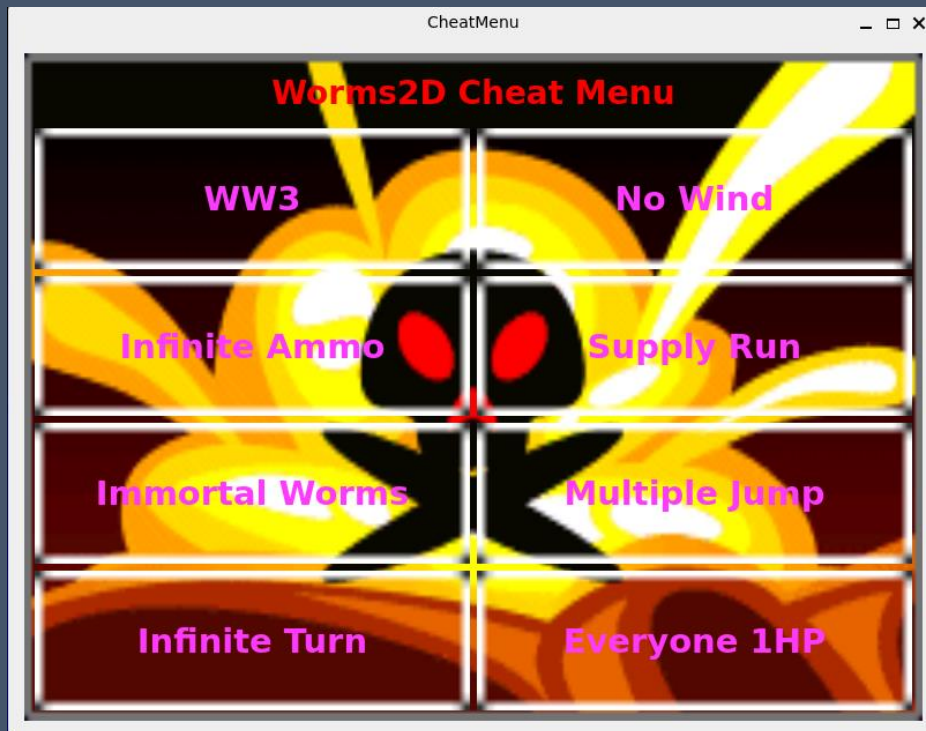 CheatMenu
Worms2D Cheat Menu
WW3
No Wind
Infinite Ammo
Supply Run
Immortal Worms
Multiple Jump
Infinite Turn
Everyone 1HP